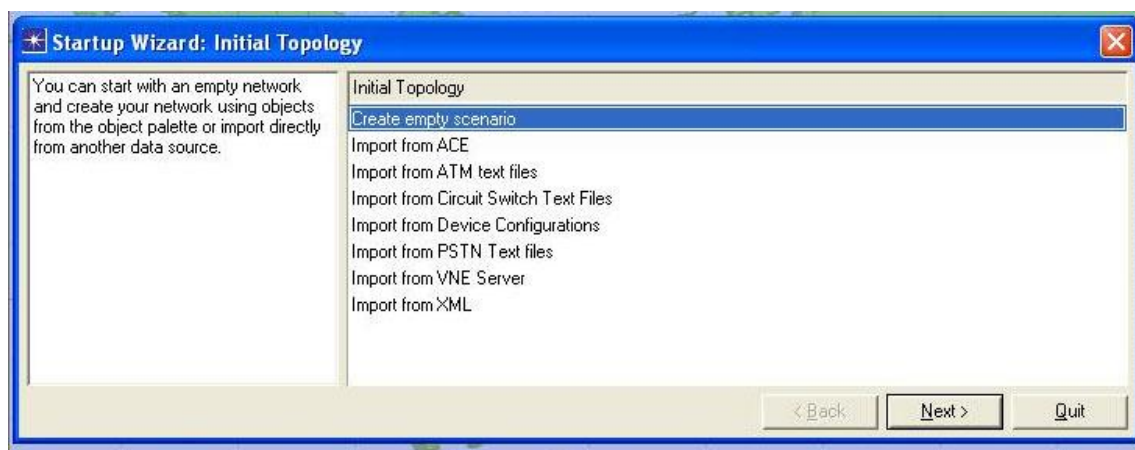 Startup Wizard: Initial Topology
You can start with an empty network
and create your network using objects
from the object palette or import directly
from another data source.
Initial Topology
Create empty scenario
Import from ACE
Import from ATM text files
Import from Circuit Switch Text Files
Import from Device Configurations
Import from PSTN Text files
Import from VNE Server
Import from XML
< Back
Next >
Quit